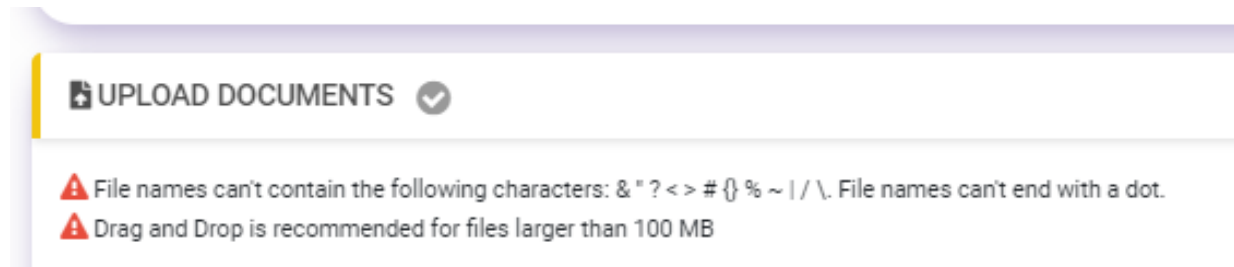 UPLOAD DOCUMENTS
File names can't contain the following characters: & " ? < > # {} % ~ | / \. File names can't end with a dot.
Drag and Drop is recommended for files larger than 100 MB